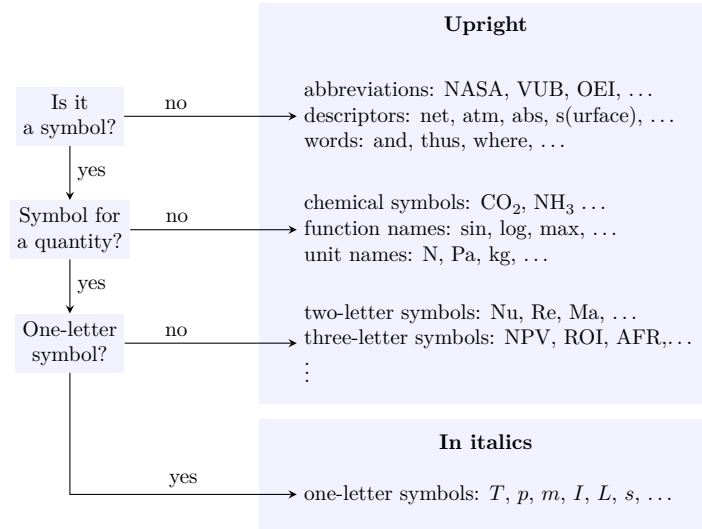 Upright
Is it
a symbol?
no
abbreviations: NASA, VUB, OEI, …
descriptors: net, atm, abs, s(urface), …
words: and, thus, where, …
yes
Symbol for
a quantity?
no
chemical symbols: CO₂, NH₃ …
function names: sin, log, max, …
unit names: N, Pa, kg, …
yes
One-letter
symbol?
no
two-letter symbols: Nu, Re, Ma, …
three-letter symbols: NPV, ROI, AFR,…
⋮
In italics
yes
one-letter symbols: T, p, m, I, L, s, …